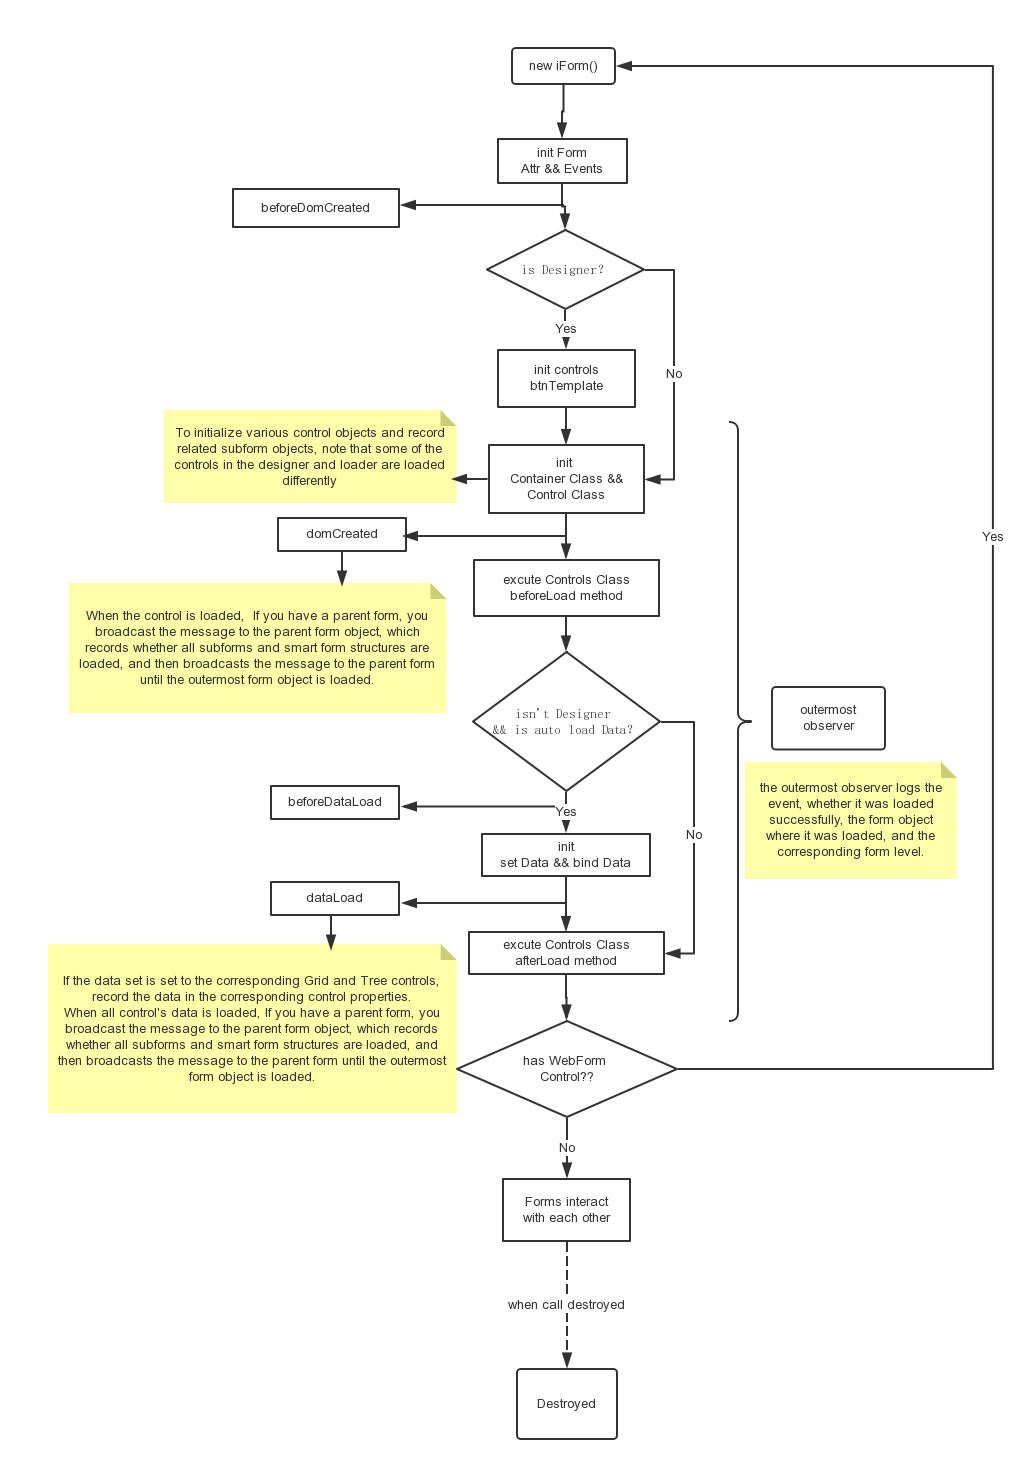 new iForm()
init Form
Attr && Events
beforeDomCreated
is Designer?
Yes
init controls
btnTemplate
No
To initialize various control objects and record
related subform objects, note that some of the
controls in the designer and loader are loaded
differently
init
Container Class &&
Control Class
domCreated
Yes
excute Controls Class
beforeLoad method
When the control is loaded, If you have a parent form, you
broadcast the message to the parent form object, which
records whether all subforms and smart form structures are
loaded, and then broadcasts the message to the parent form
until the outermost form object is loaded.
isn't Designer
&& is auto load Data?
outermost
observer
the outermost observer logs the
event, whether it was loaded
successfully, the form object
where it was loaded, and the
corresponding form level.
beforeDataLoad
Yes
No
init
set Data && bind Data
dataLoad
excute Controls Class
afterLoad method
If the data set is set to the corresponding Grid and Tree controls,
record the data in the corresponding control properties.
When all control's data is loaded, If you have a parent form, you
broadcast the message to the parent form object, which records
whether all subforms and smart form structures are loaded, and
then broadcasts the message to the parent form until the outermost
form object is loaded.
has WebForm
Control??
No
Forms interact
with each other
when call destroyed
Destroyed